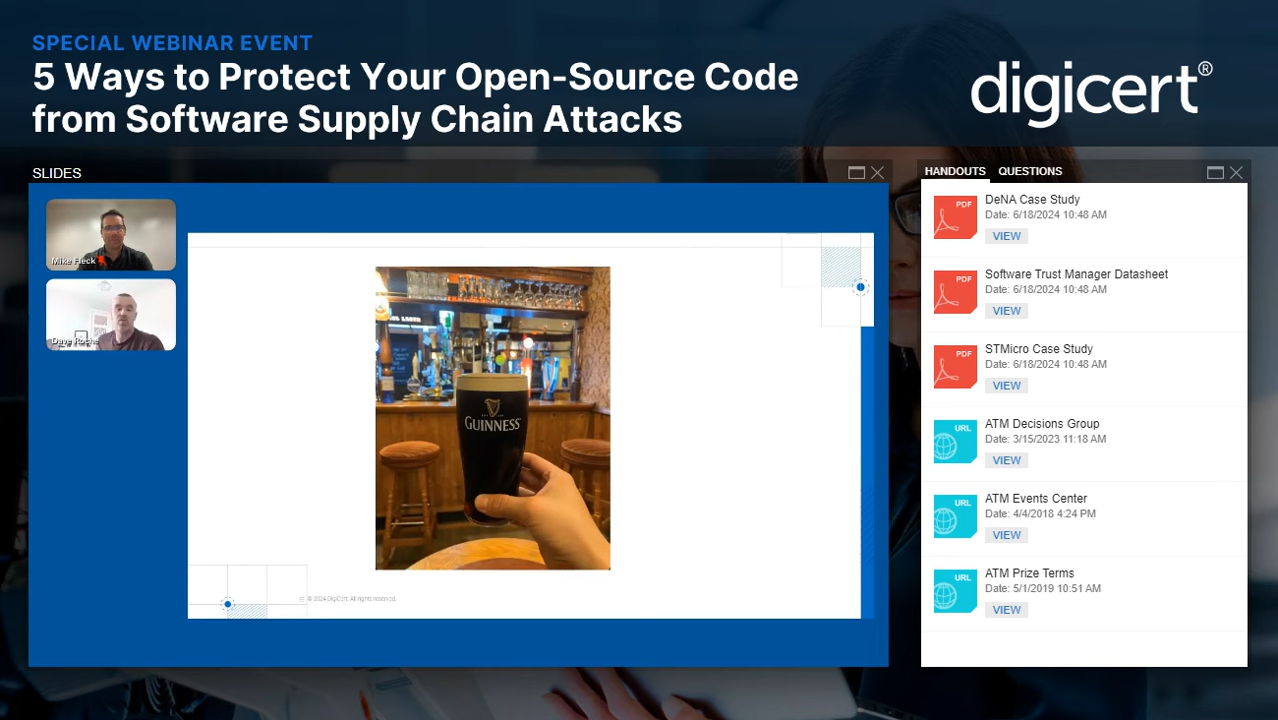 SPECIAL WEBINAR EVENT
5 Ways to Protect Your Open-Source Code
from Software Supply Chain Attacks
digicert®
SLIDES
Mike Fleck
Dave Roche
GUINNESS
© 2024 DigiCert. All rights reserved.
HANDOUTS QUESTIONS
PDF
DeNA Case Study
Date: 6/18/2024 10:48 AM
VIEW
PDF
Software Trust Manager Datasheet
Date: 6/18/2024 10:48 AM
VIEW
PDF
STMicro Case Study
Date: 6/18/2024 10:48 AM
VIEW
URL
ATM Decisions Group
Date: 3/15/2023 11:18 AM
VIEW
URL
ATM Events Center
Date: 4/4/2018 4:24 PM
VIEW
URL
ATM Prize Terms
Date: 5/1/2019 10:51 AM
VIEW